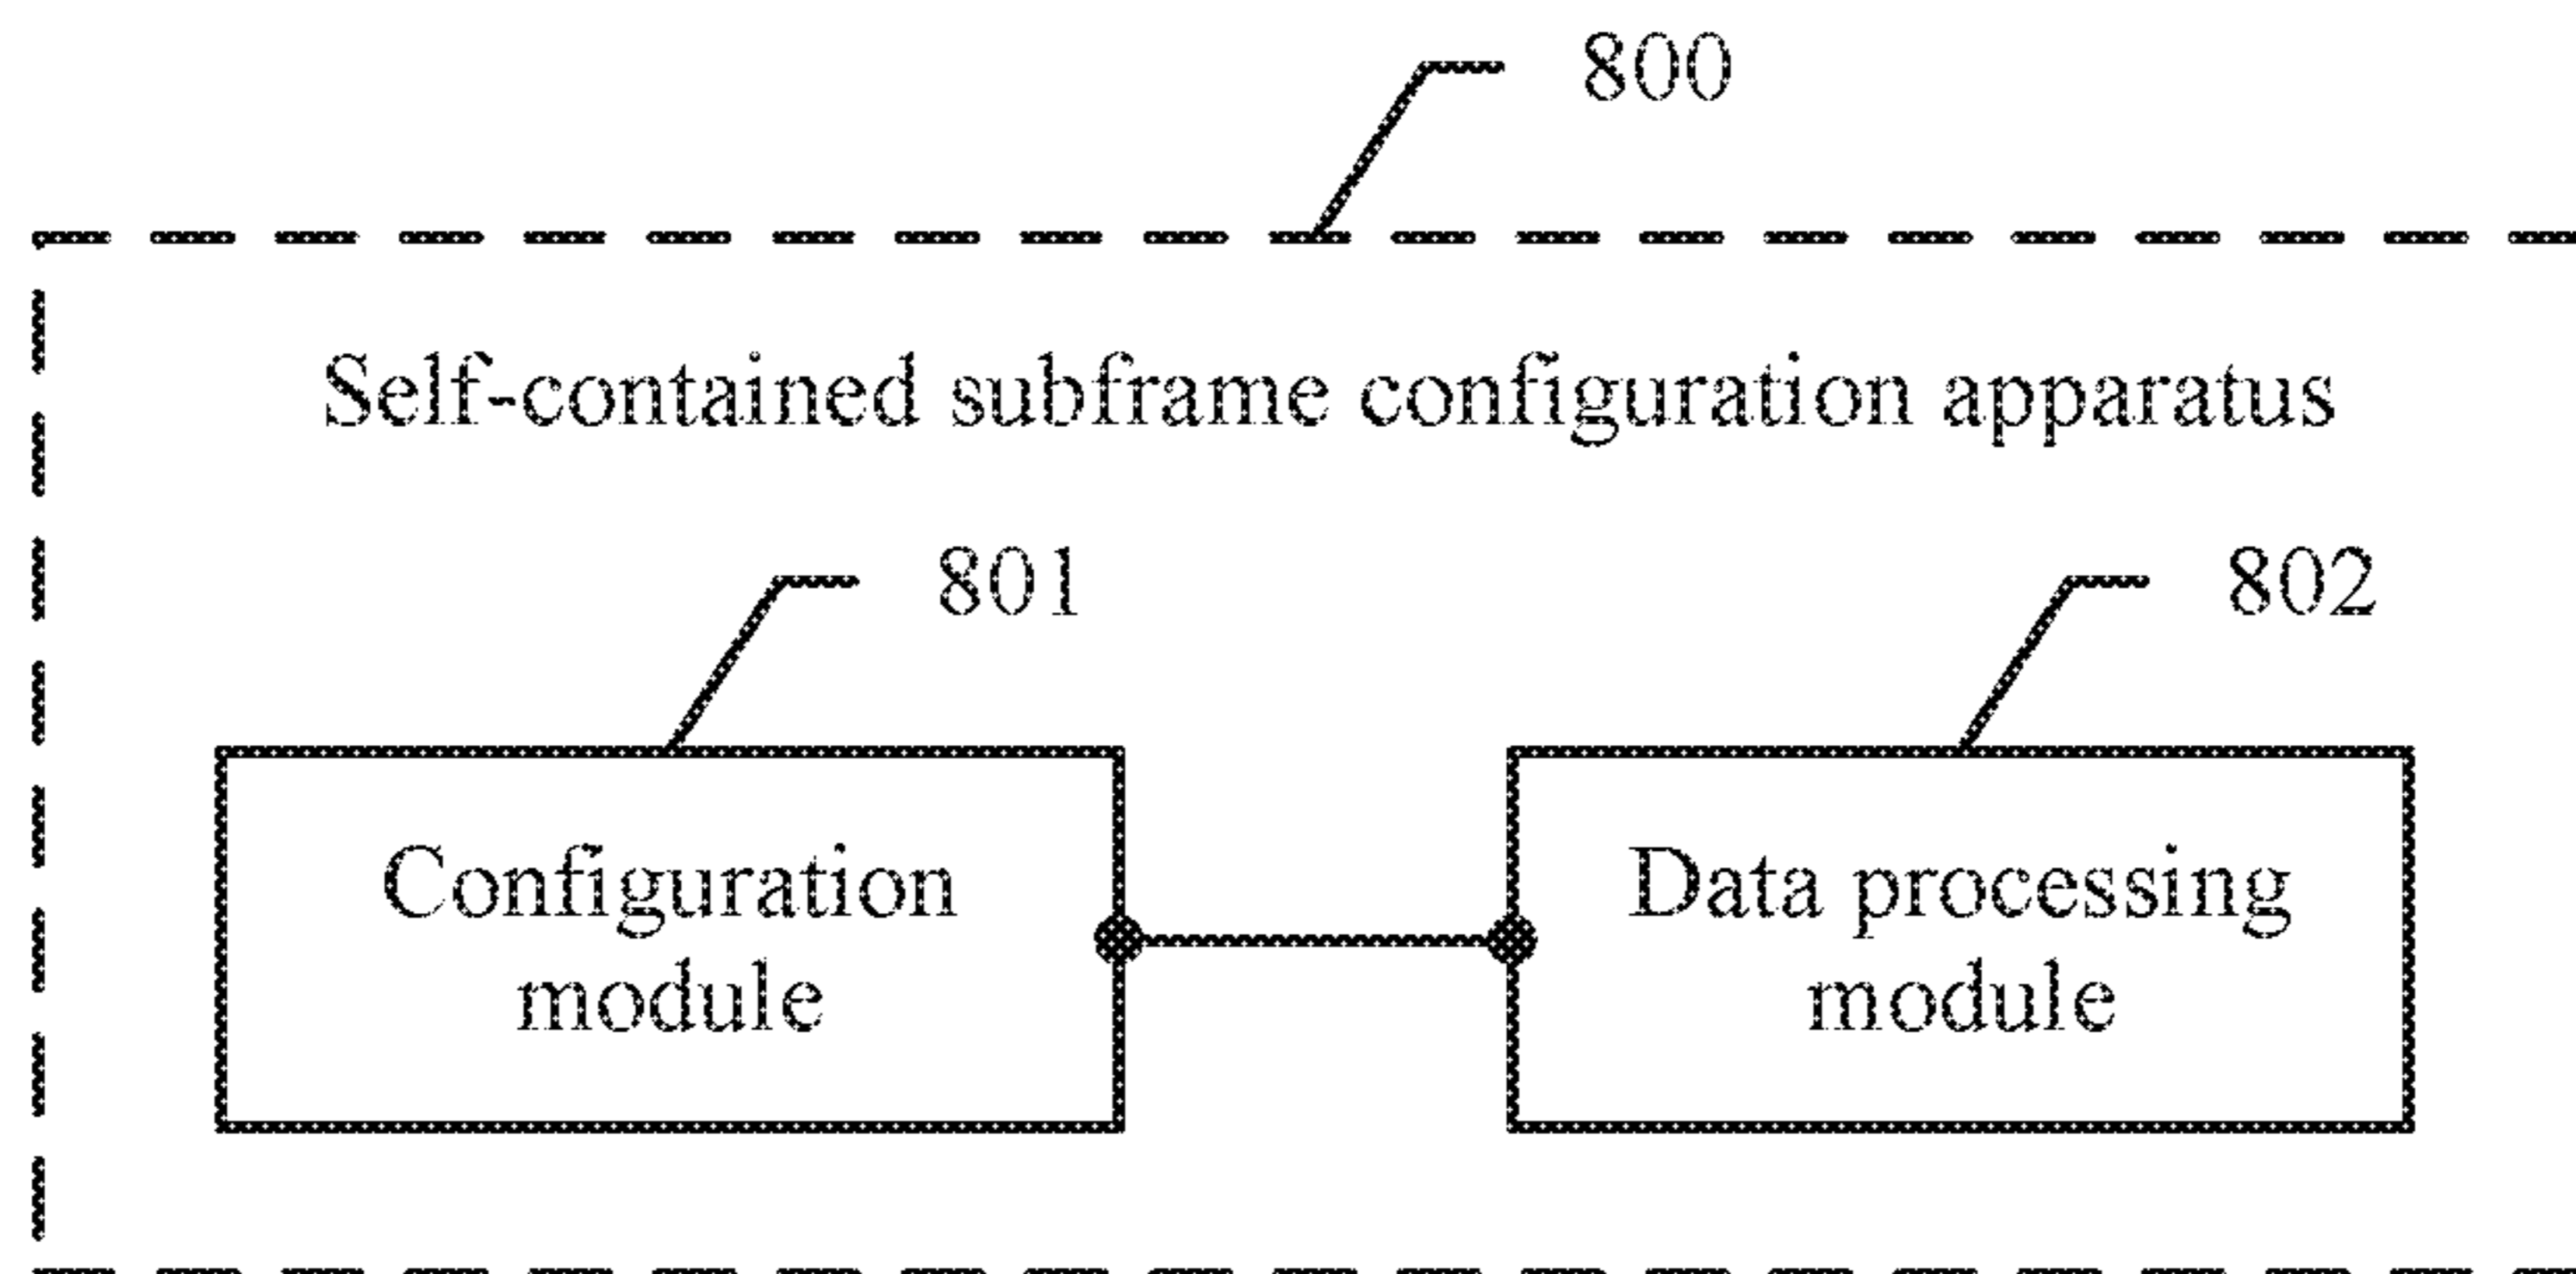 800
Self-contained subframe configuration apparatus
801
802
Configuration
module
Data processing
module